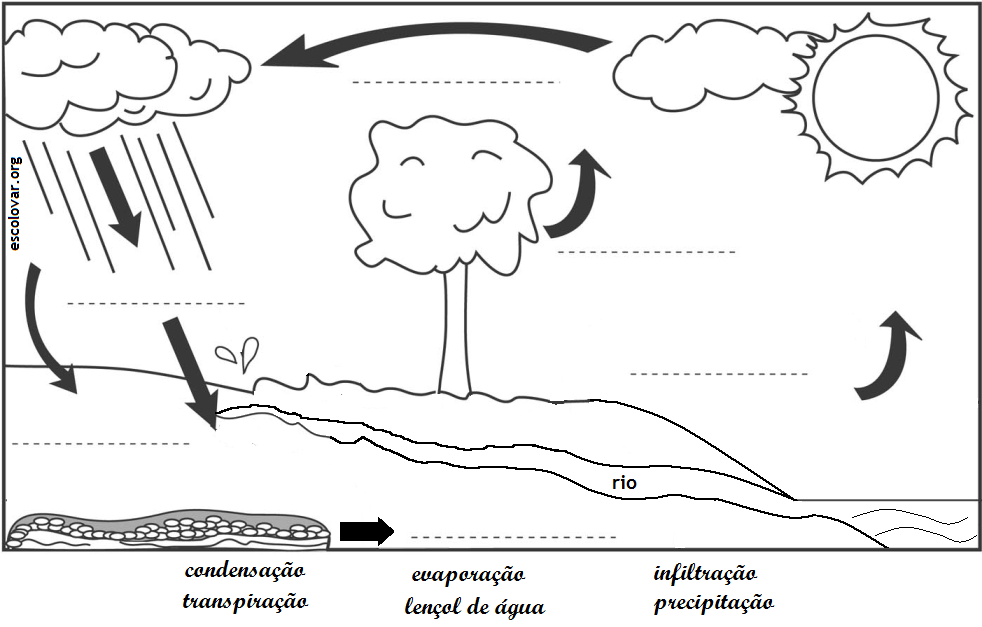 escolovar.org
rio
condensação evaporação infiltração
transpiração lençol de água precipitação